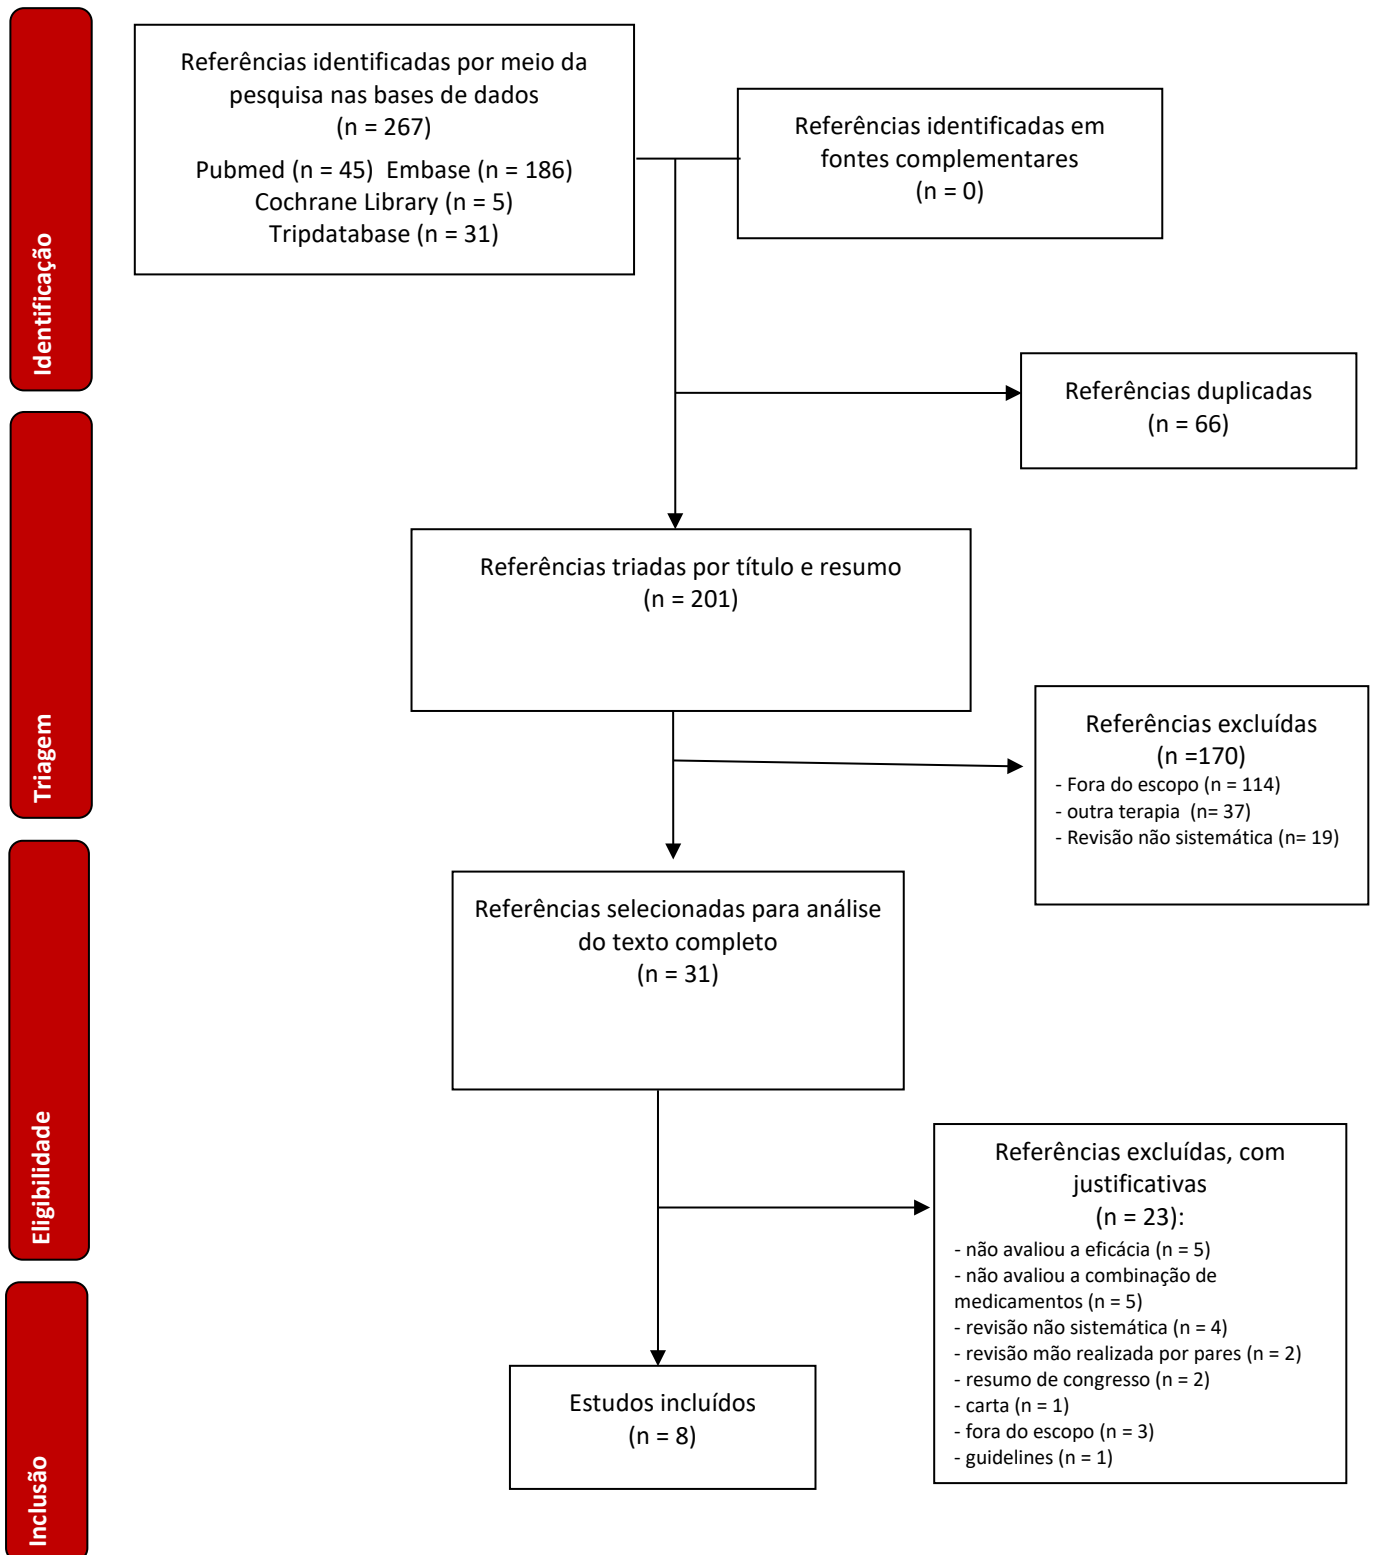 Identificação
Referências identificadas por meio da
pesquisa nas bases de dados
(n = 267)
Pubmed (n = 45)  Embase (n = 186)
Cochrane Library (n = 5)
Tripdatabase (n = 31)
Referências identificadas em
fontes complementares
(n = 0)
Referências duplicadas
(n = 66)
Triagem
Referências triadas por título e resumo
(n = 201)
Referências excluídas
(n =170)
- Fora do escopo (n = 114)
- outra terapia  (n= 37)
- Revisão não sistemática (n= 19)
Eligibilidade
Referências selecionadas para análise
do texto completo
(n = 31)
Referências excluídas, com
justificativas
(n = 23):
- não avaliou a eficácia (n = 5)
- não avaliou a combinação de
medicamentos (n = 5)
- revisão não sistemática (n = 4)
- revisão mão realizada por pares (n = 2)
- resumo de congresso (n = 2)
- carta (n = 1)
- fora do escopo (n = 3)
- guidelines (n = 1)
Inclusão
Estudos incluídos
(n = 8)